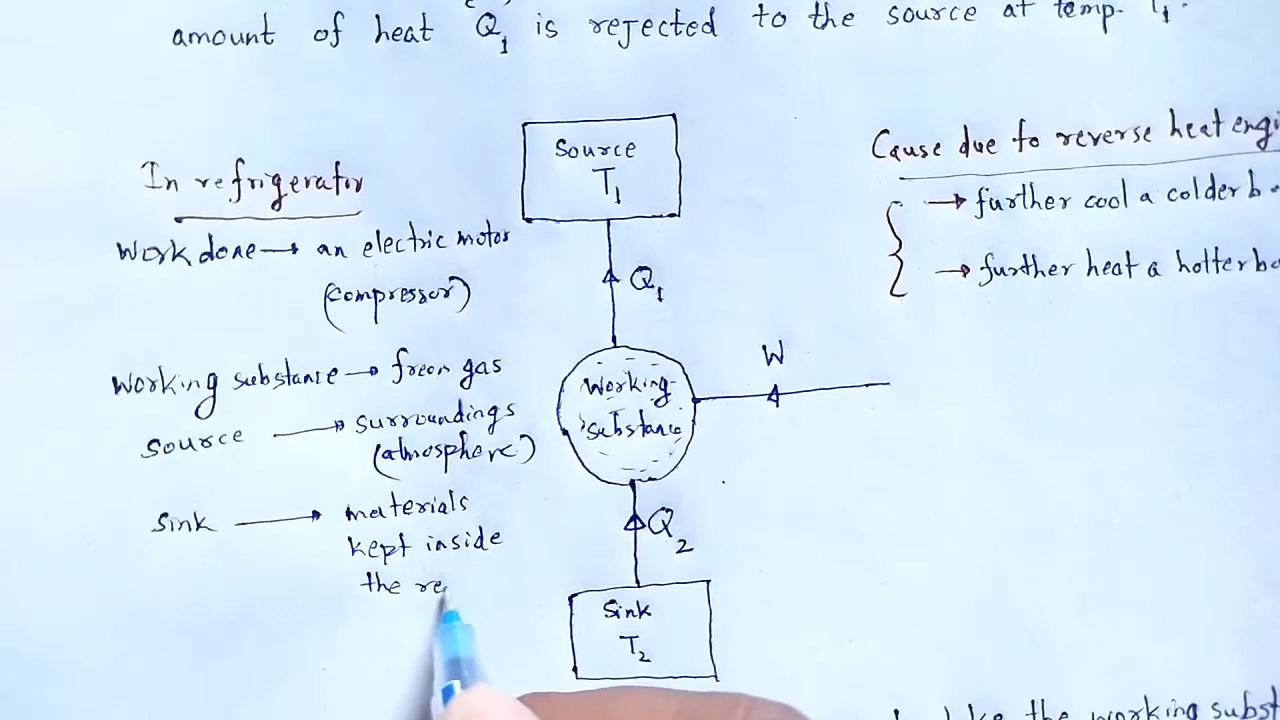 amount of heat Q1 is rejected to the source at temp. T1.
In refrigerator
Work done → an electric motor
(compressor)
Working substance → freon gas
source → surroundings
(atmosphere)
sink → materials
kept inside
the re
Source
T1
Q1
Working
substance
W
Q2
Sink
T2
Cause due to reverse heat engi
→ further cool a colder b
→ further heat a hotter bo
the working subst